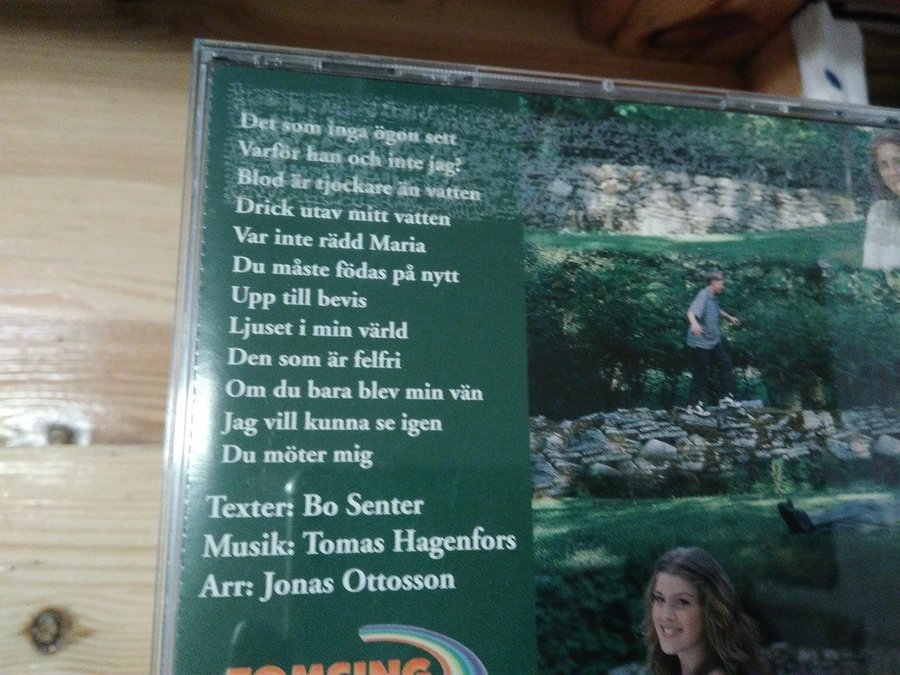 Det som inga ögon sett
Varför han och inte jag?
Blod är tjockare än vatten
Drick utav mitt vatten
Var inte rädd Maria
Du måste födas på nytt
Upp till bevis
Ljuset i min värld
Den som är felfri
Om du bara blev min vän
Jag vill kunna se igen
Du möter mig
Texter: Bo Senter
Musik: Tomas Hagenfors
Arr: Jonas Ottosson
TOMSING